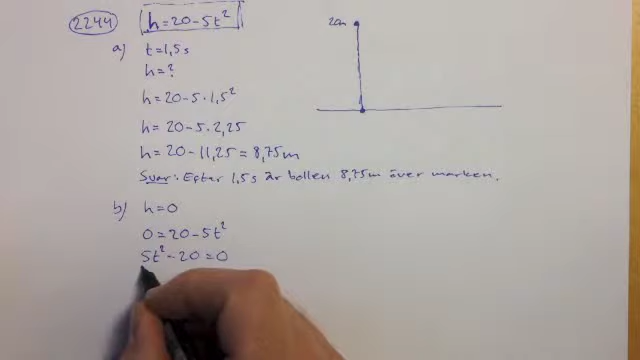 2244 h = 20 - 5t²
20m
a) t = 1,5 s
h = ?
h = 20 - 5 · 1,5²
h = 20 - 5 · 2,25
h = 20 - 11,25 = 8,75 m
Svar: Efter 1,5 s är bollen 8,75 m över marken.
b) h = 0
0 = 20 - 5t²
5t² - 20 = 0